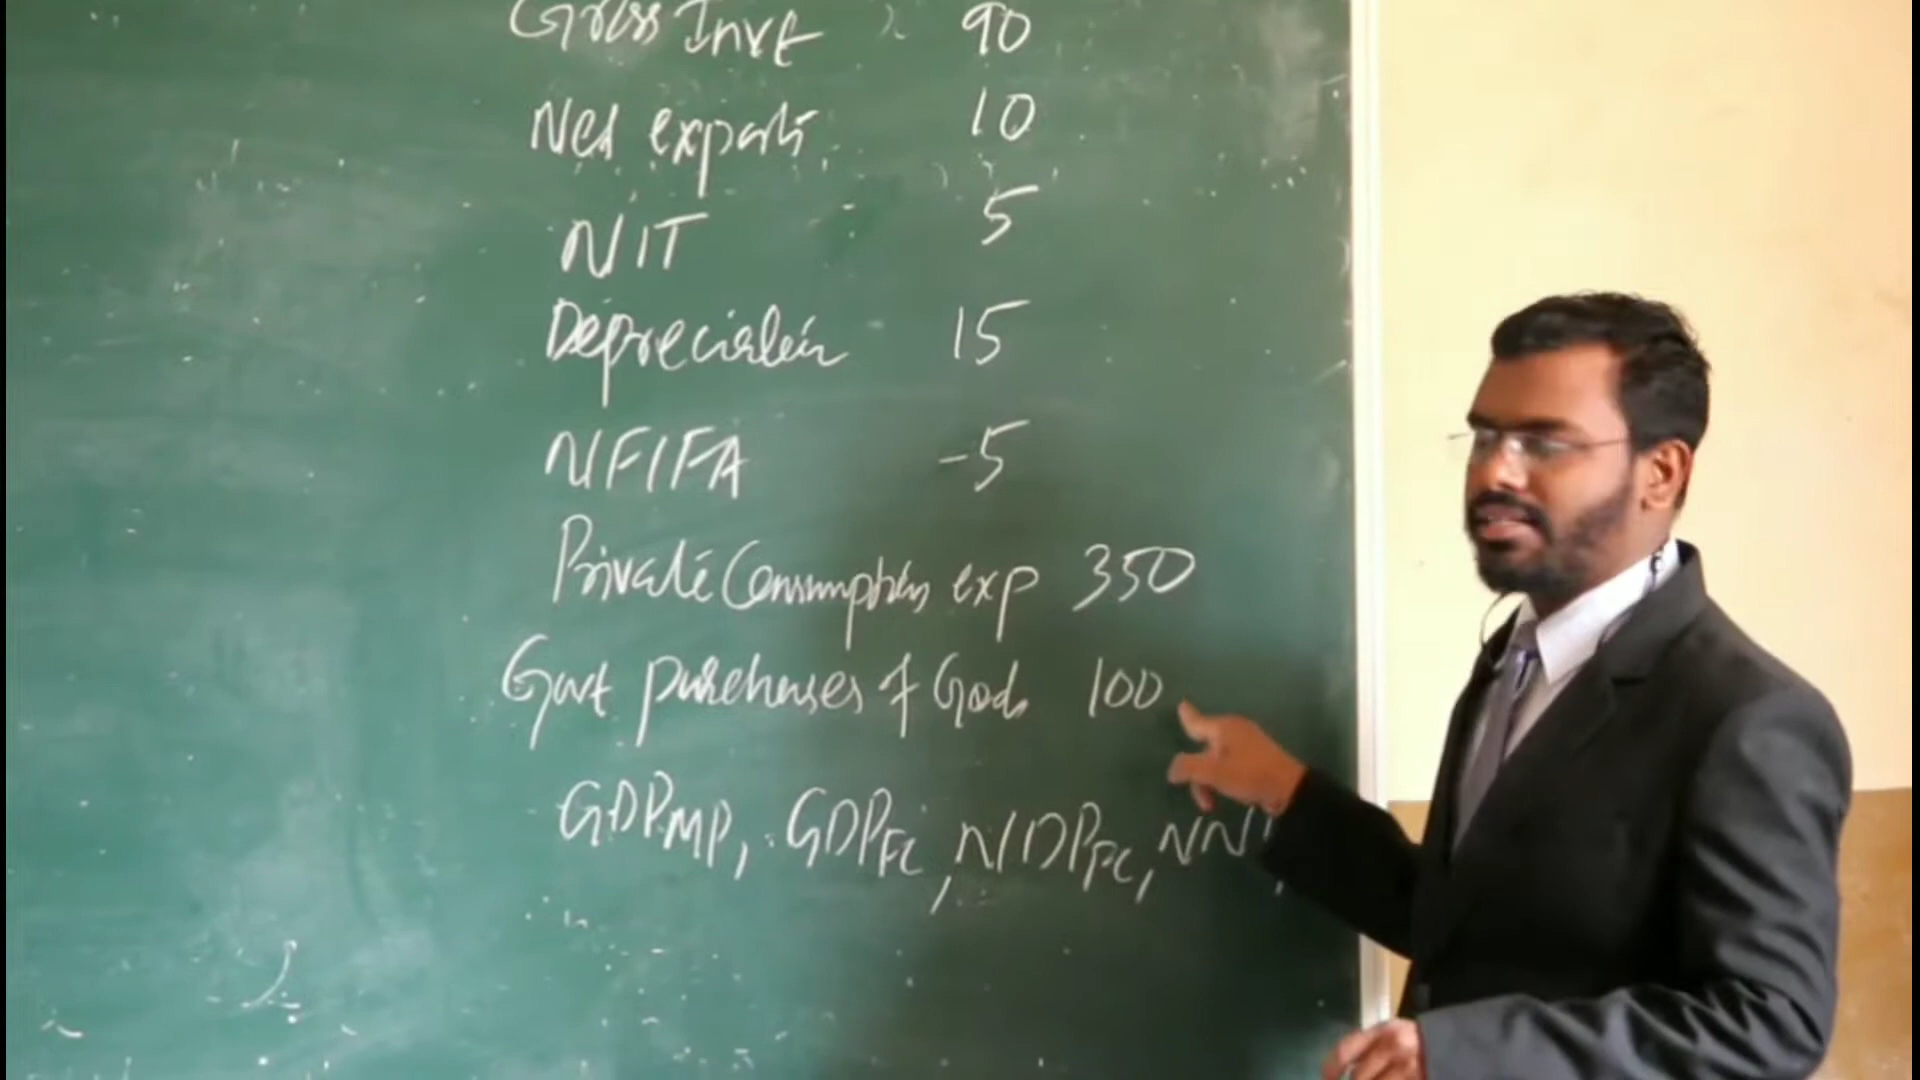 Gross Invt 90
Net exports 10
NIT 5
Depreciation 15
NFIFA -5
Private Consumption exp 350
Govt purchases of Goods 100
GDPMP, GDPFC, NDPFC, NN